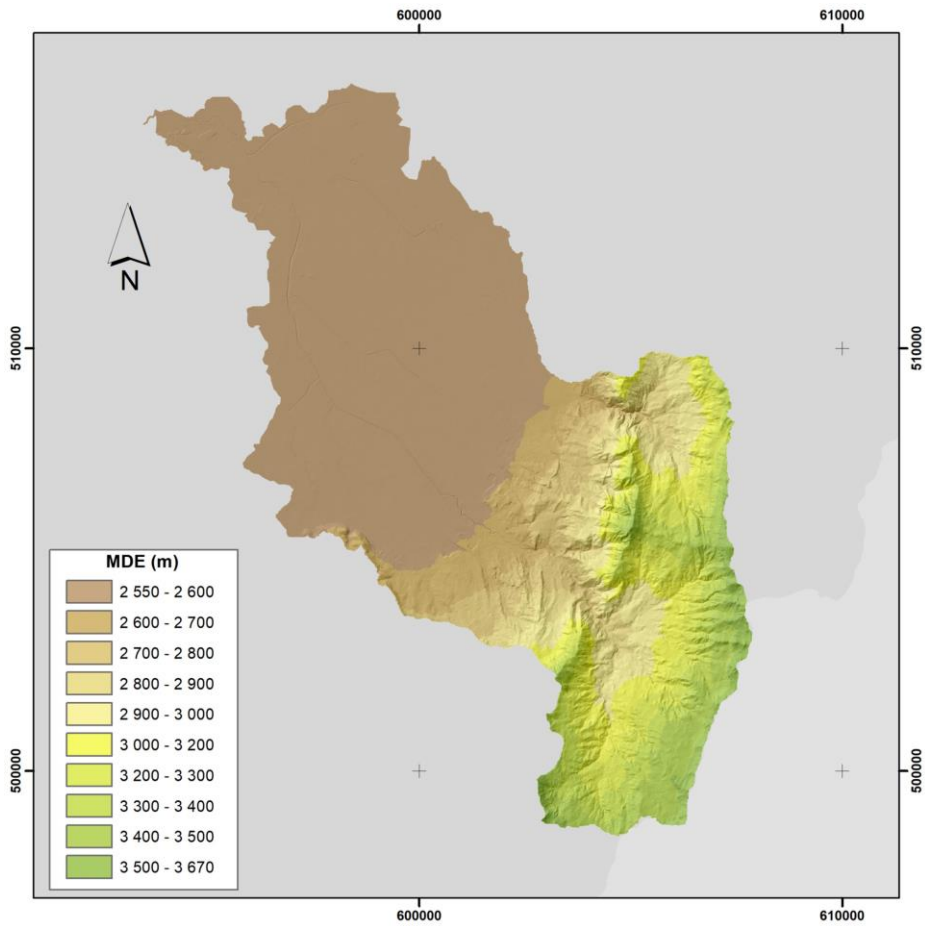 600000
610000
N
510000
510000
MDE (m)
2 550 - 2 600
2 600 - 2 700
2 700 - 2 800
2 800 - 2 900
2 900 - 3 000
3 000 - 3 200
3 200 - 3 300
3 300 - 3 400
3 400 - 3 500
3 500 - 3 670
500000
500000
600000
610000